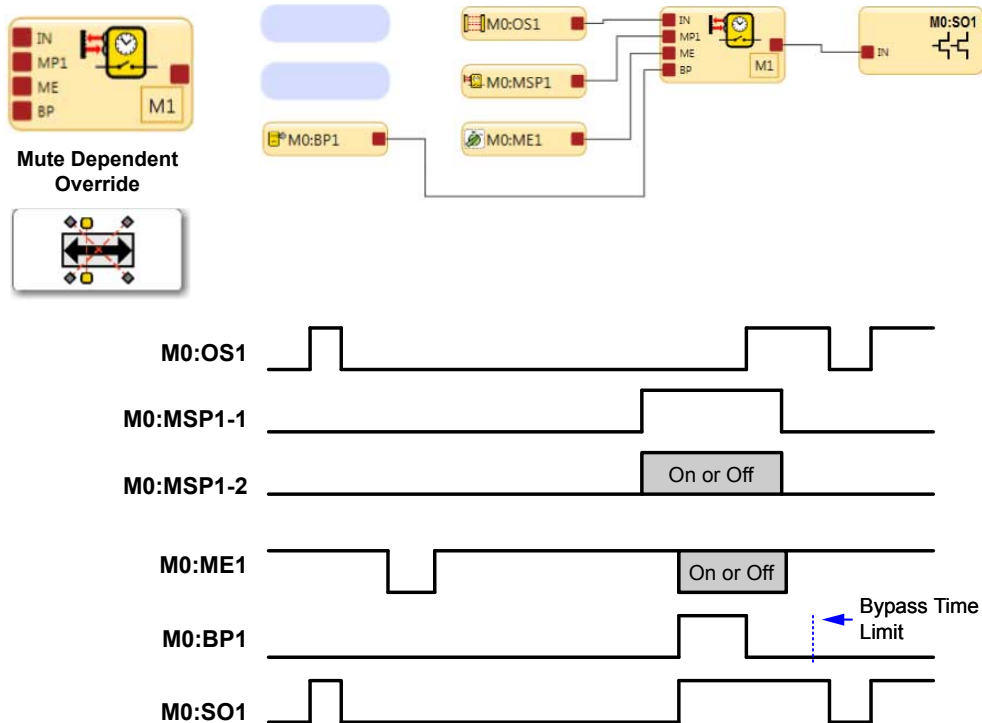 IN
MP1
ME
BP
M1
Mute Dependent
Override
M0:OS1
M0:MSP1
M0:BP1
M0:ME1
IN
MP1
ME
BP
M1
M0:SO1
IN
M0:OS1
M0:MSP1-1
M0:MSP1-2
On or Off
M0:ME1
On or Off
M0:BP1
Bypass Time
Limit
M0:SO1